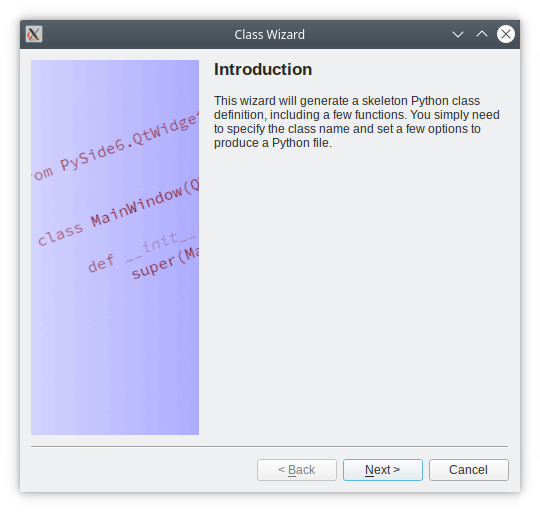 Class Wizard
Introduction
This wizard will generate a skeleton Python class
definition, including a few functions. You simply need
to specify the class name and set a few options to
produce a Python file.
rom PySide6.QtWidget
class MainWindow(Q
def __init__
super(Ma
< Back
Next >
Cancel